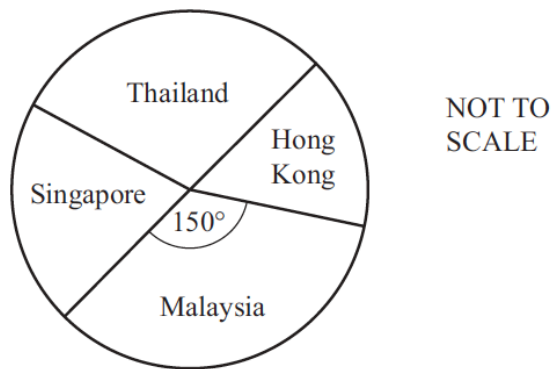 Thailand
NOT TO
SCALE
Hong
Kong
Singapore
150°
Malaysia